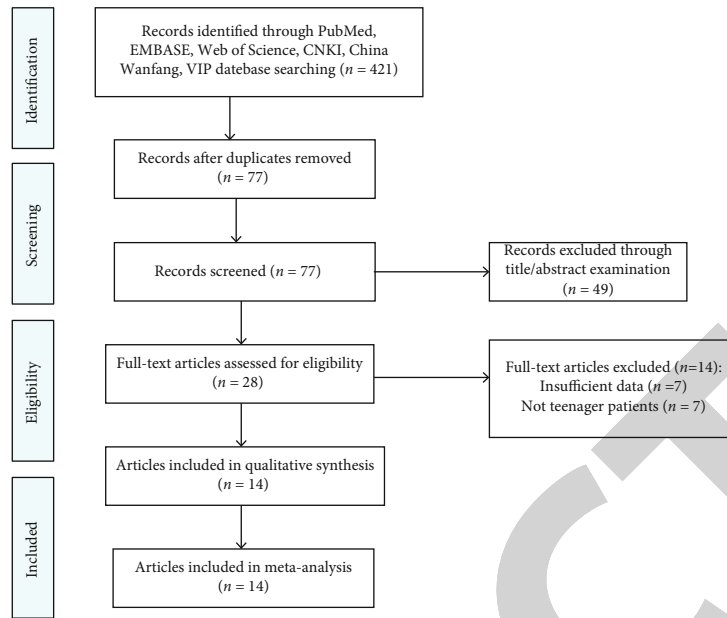 Identification
Records identified through PubMed,
EMBASE, Web of Science, CNKI, China
Wanfang, VIP datebase searching (n = 421)
Records after duplicates removed
(n = 77)
Screening
Records screened (n = 77)
Records excluded through
title/abstract examination
(n = 49)
Eligibility
Full-text articles assessed for eligibility
(n = 28)
Full-text articles excluded (n=14):
Insufficient data (n =7)
Not teenager patients (n = 7)
Articles included in qualitative synthesis
(n = 14)
Included
Articles included in meta-analysis
(n = 14)